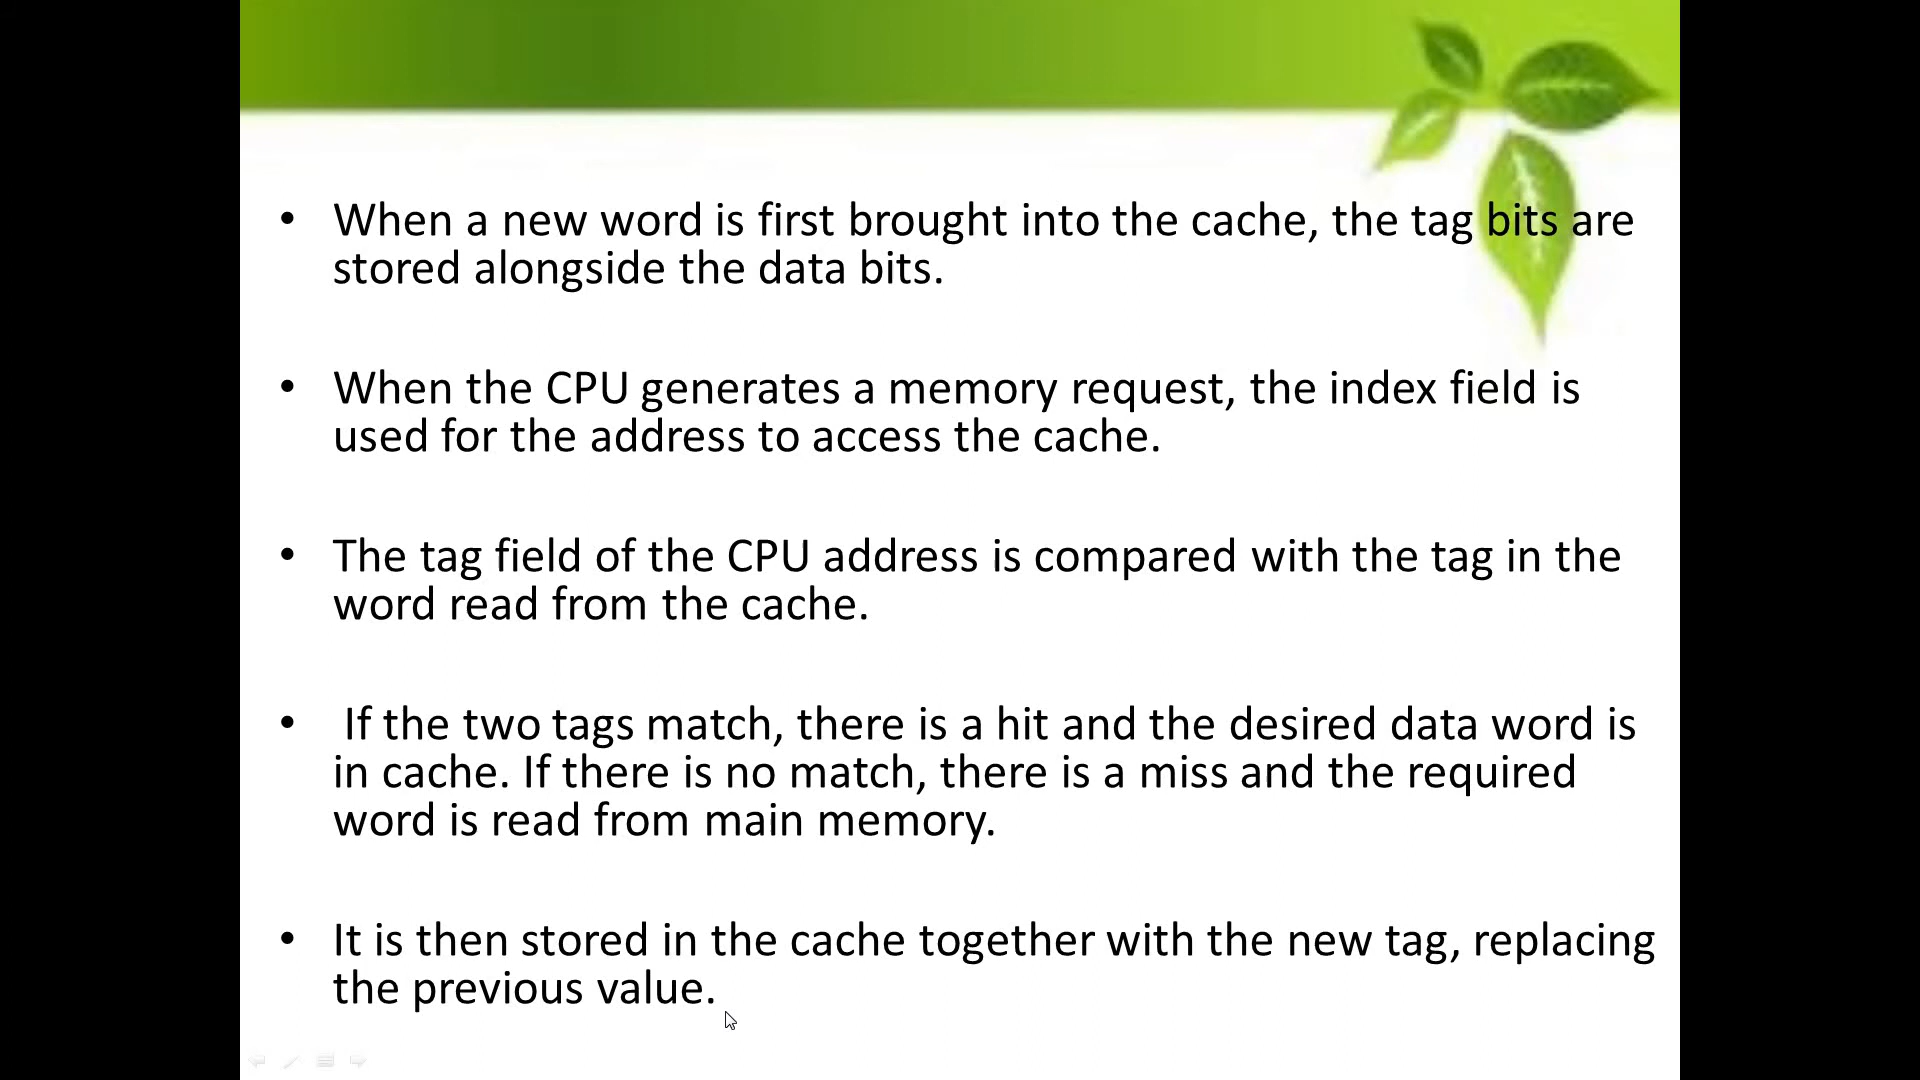 • When a new word is first brought into the cache, the tag bits are
stored alongside the data bits.
• When the CPU generates a memory request, the index field is
used for the address to access the cache.
• The tag field of the CPU address is compared with the tag in the
word read from the cache.
• If the two tags match, there is a hit and the desired data word is
in cache. If there is no match, there is a miss and the required
word is read from main memory.
• It is then stored in the cache together with the new tag, replacing
the previous value.